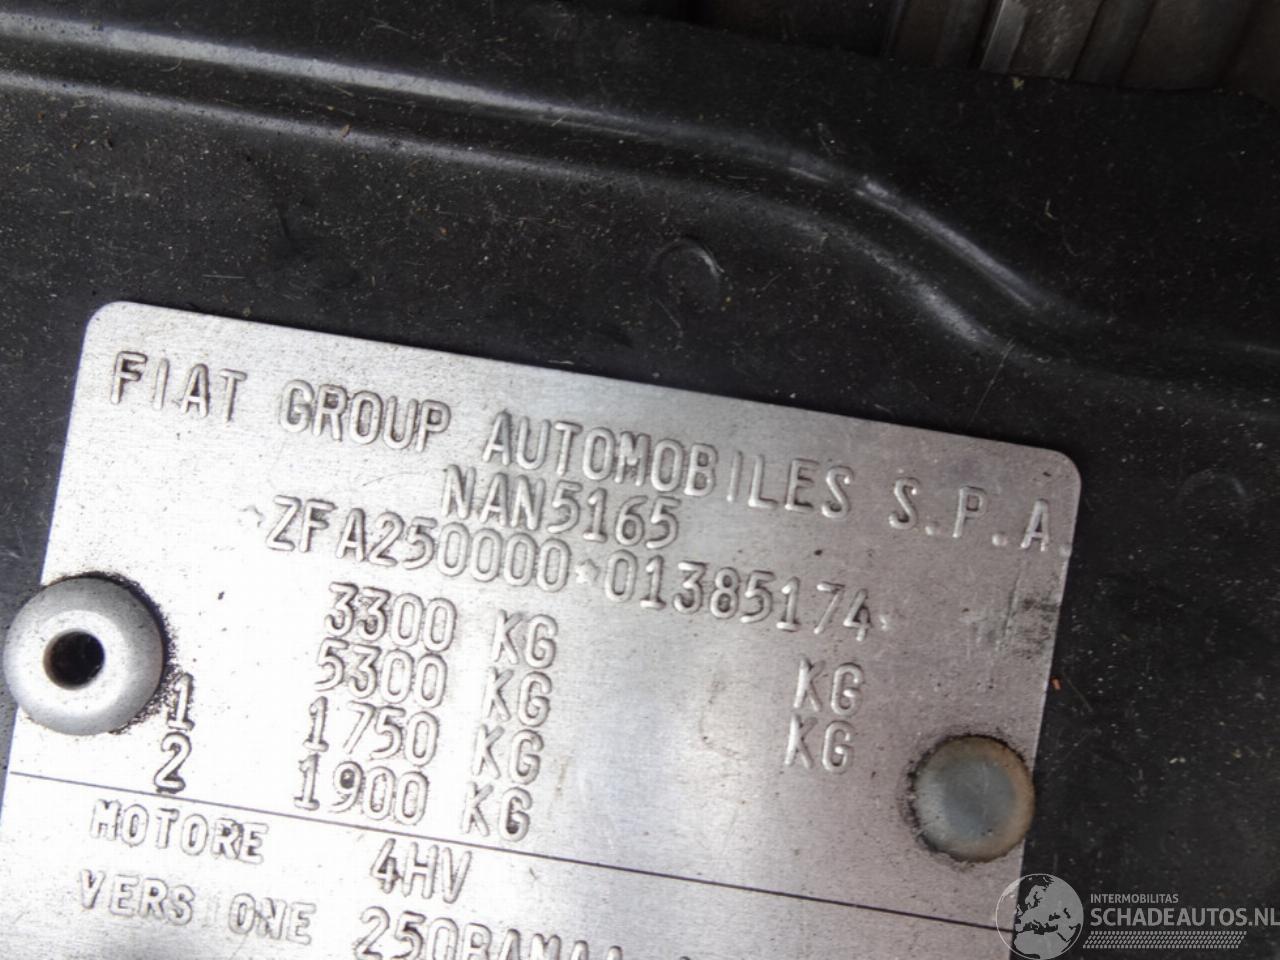 FIAT GROUP AUTOMOBILES S.P.A.
NAN5165
*ZFA250000*01385174*
3300 KG
5300 KG KG
1 1750 KG KG
2 1900 KG
MOTORE 4HV
VERSIONE
INTERMOBILITAS
SCHADEAUTOS.NL